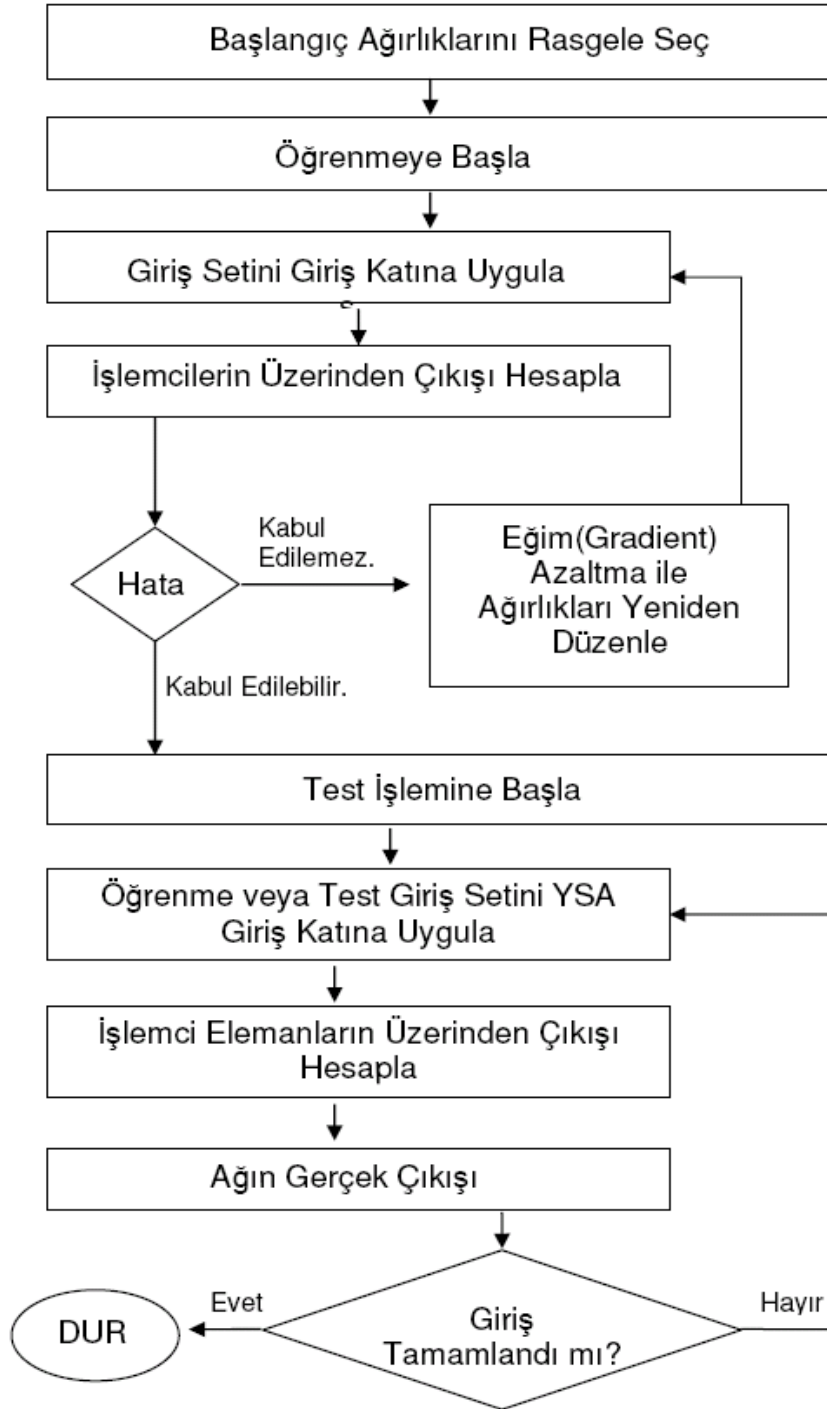 Başlangıç Ağırlıklarını Rasgele Seç
Öğrenmeye Başla
Giriş Setini Giriş Katına Uygula
İşlemcilerin Üzerinden Çıkışı Hesapla
Hata
Kabul
Edilemez.
Eğim(Gradient)
Azaltma ile
Ağırlıkları Yeniden
Düzenle
Kabul Edilebilir.
Test İşlemine Başla
Öğrenme veya Test Giriş Setini YSA
Giriş Katına Uygula
İşlemci Elemanların Üzerinden Çıkışı
Hesapla
Ağın Gerçek Çıkışı
Giriş
Tamamlandı mı?
Evet
DUR
Hayır